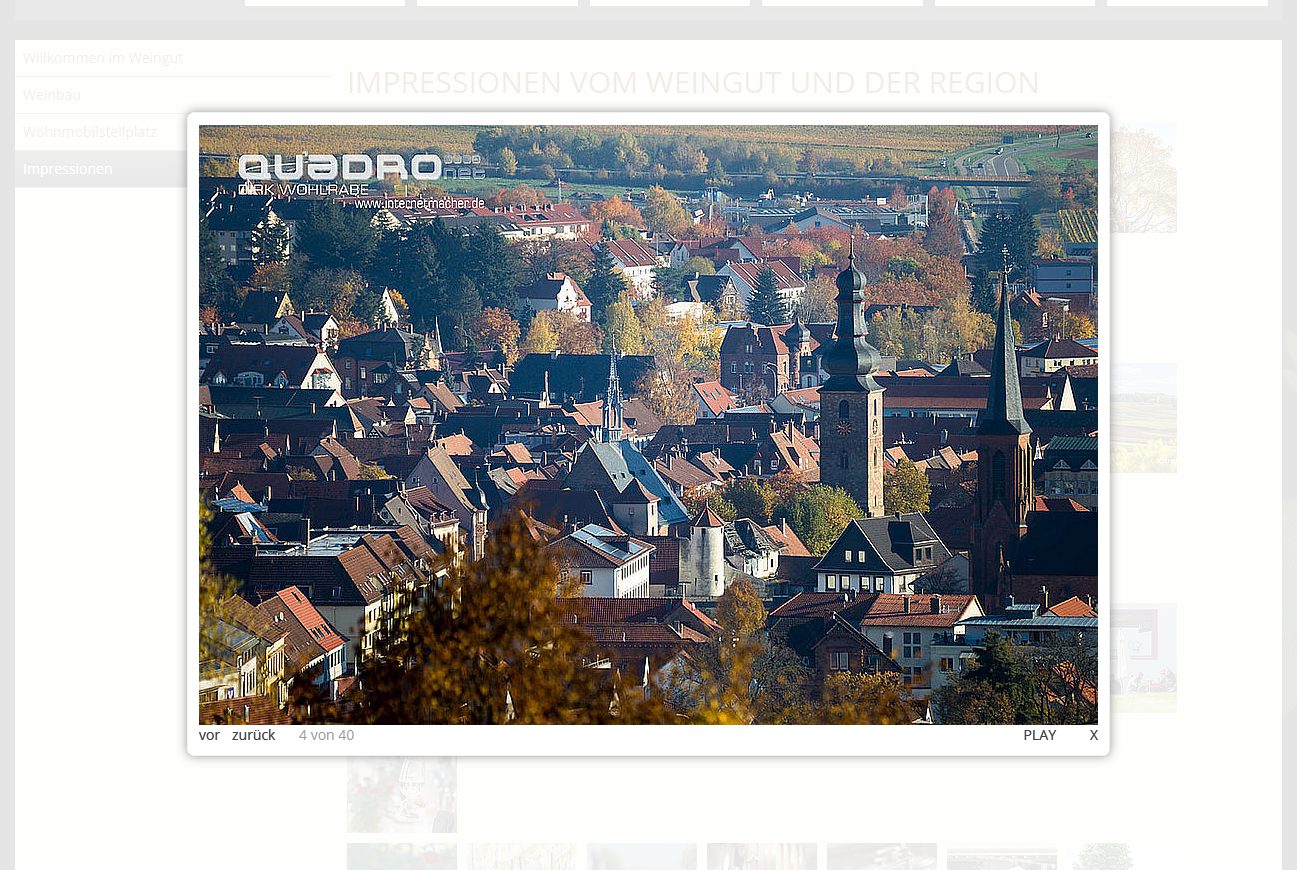 Willkommen im Weingut
Weinbau
Wohnmobilstellplatz
Impressionen
IMPRESSIONEN VOM WEINGUT UND DER REGION
QUADRO
net
DIRK WOHLRABE
www.internetmacher.de
vor zurück 4 von 40 PLAY X